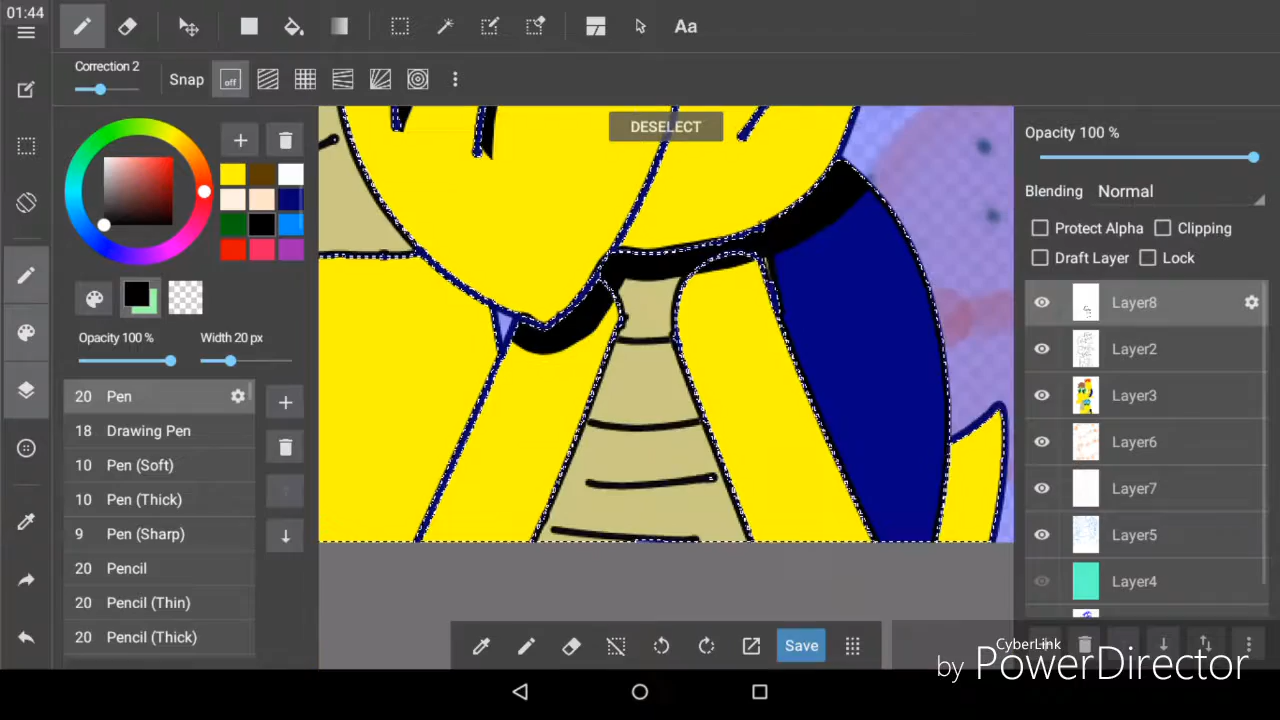 01:44
Aa
Correction 2
Snap
off
DESELECT
Opacity 100 %
Blending Normal
Protect Alpha
Clipping
Draft Layer
Lock
Opacity 100 %
Width 20 px
20 Pen
18 Drawing Pen
10 Pen (Soft)
10 Pen (Thick)
9 Pen (Sharp)
20 Pencil
20 Pencil (Thin)
20 Pencil (Thick)
Layer8
Layer2
Layer3
Layer6
Layer7
Layer5
Layer4
Save
CyberLink
by PowerDirector